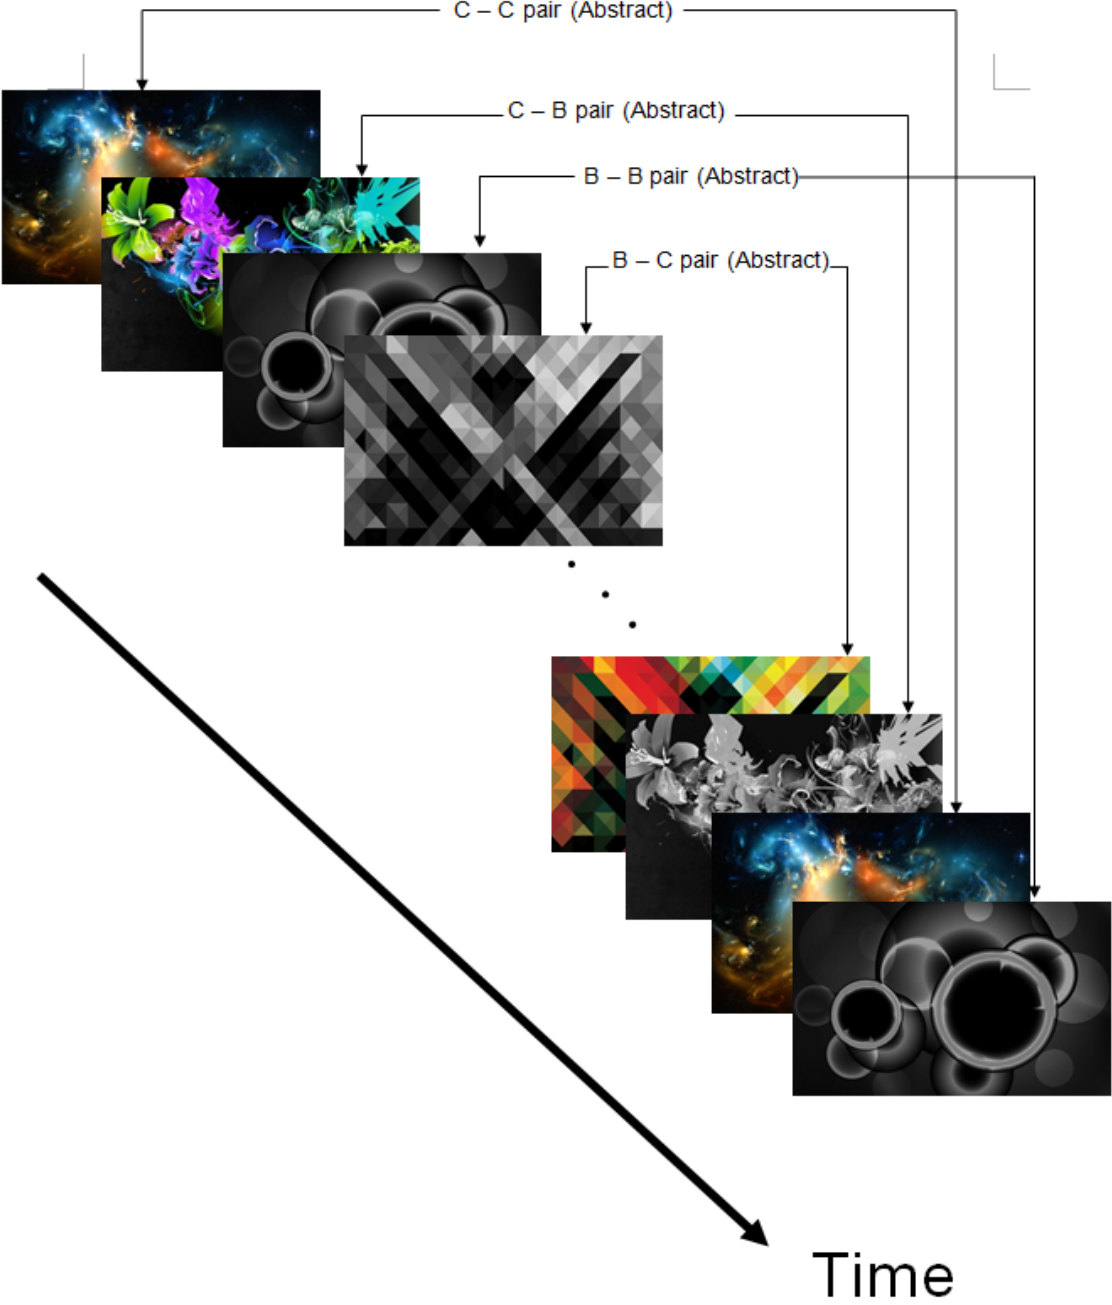 C – C pair (Abstract)
C – B pair (Abstract)
B – B pair (Abstract)
B – C pair (Abstract)
Time